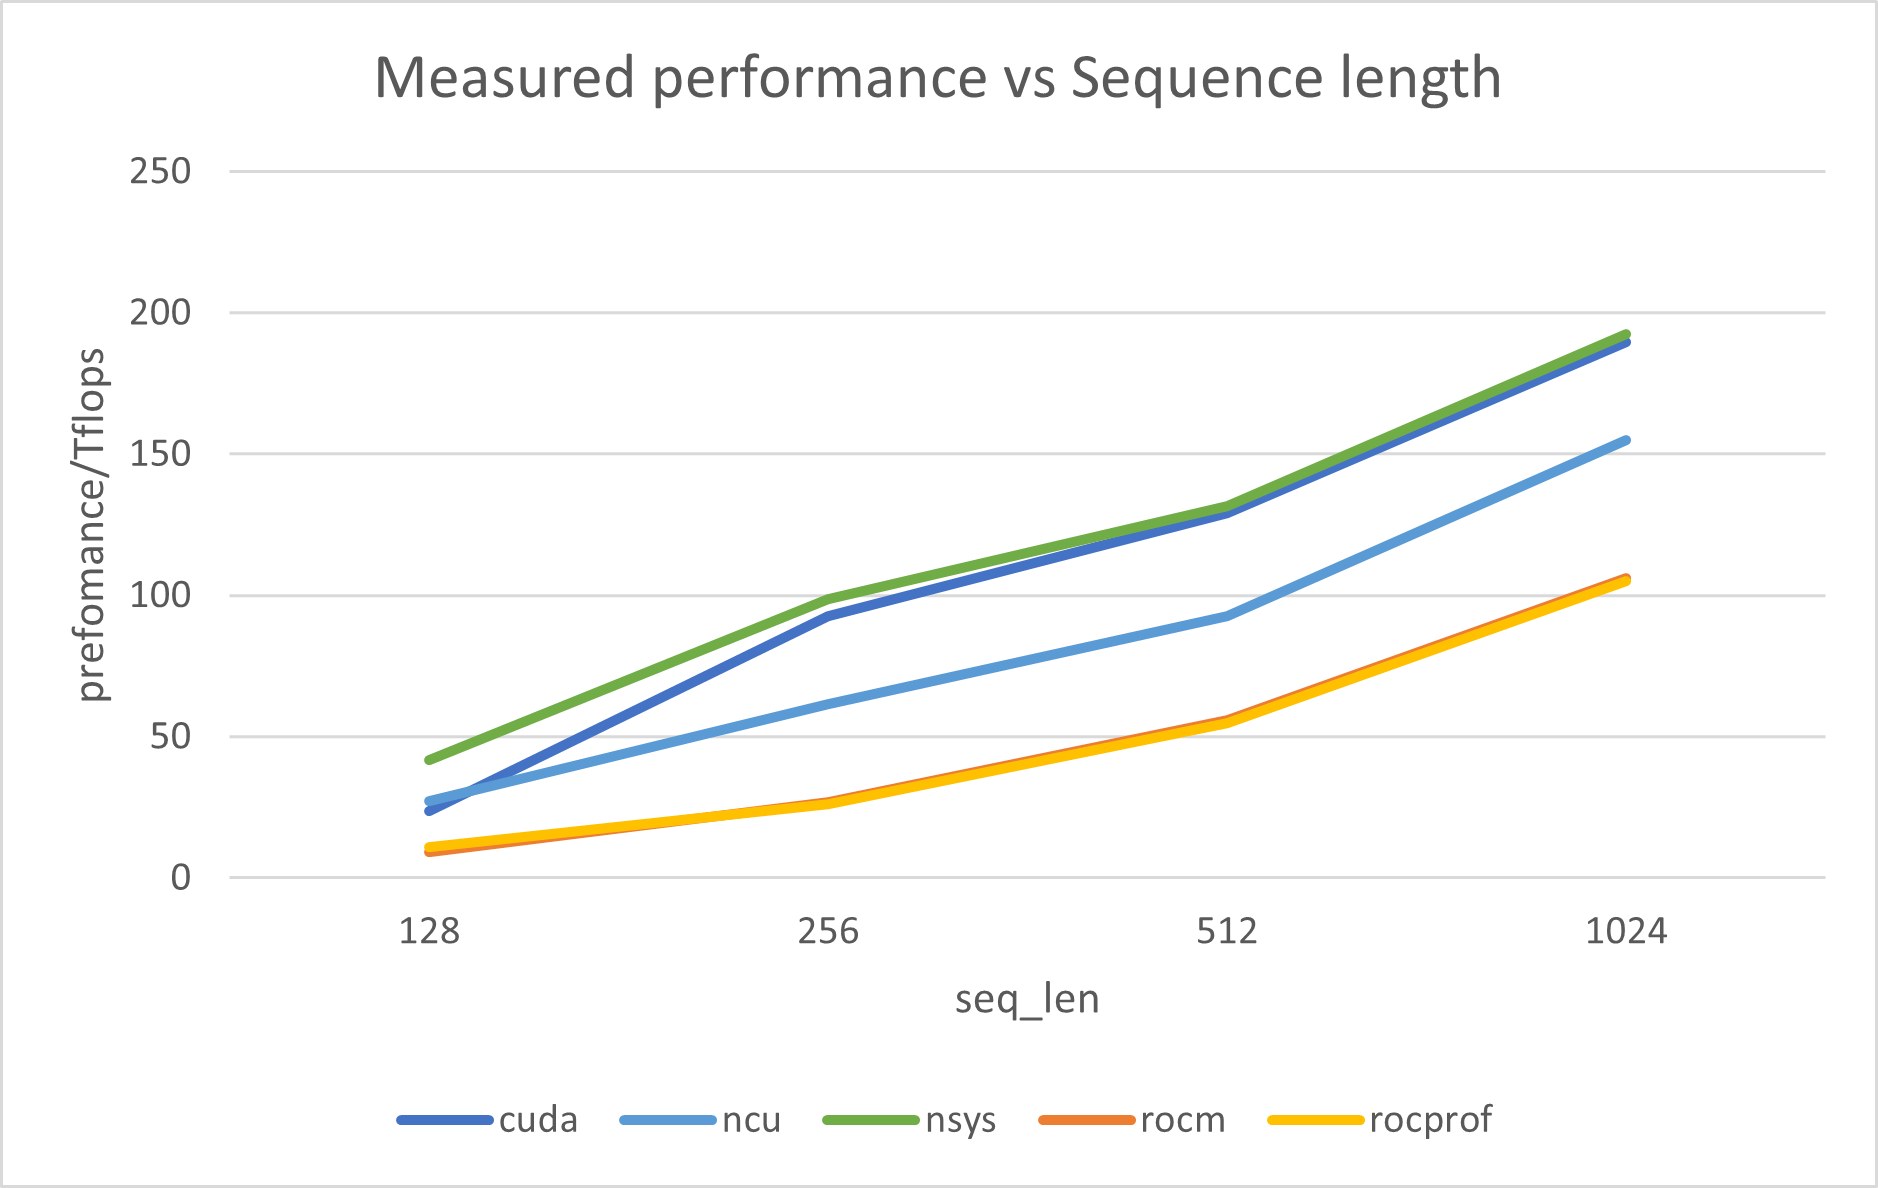 Measured performance vs Sequence length
250
200
150
100
50
0
prefomance/Tflops
128 256 512 1024
seq_len
cuda ncu nsys rocm rocprof